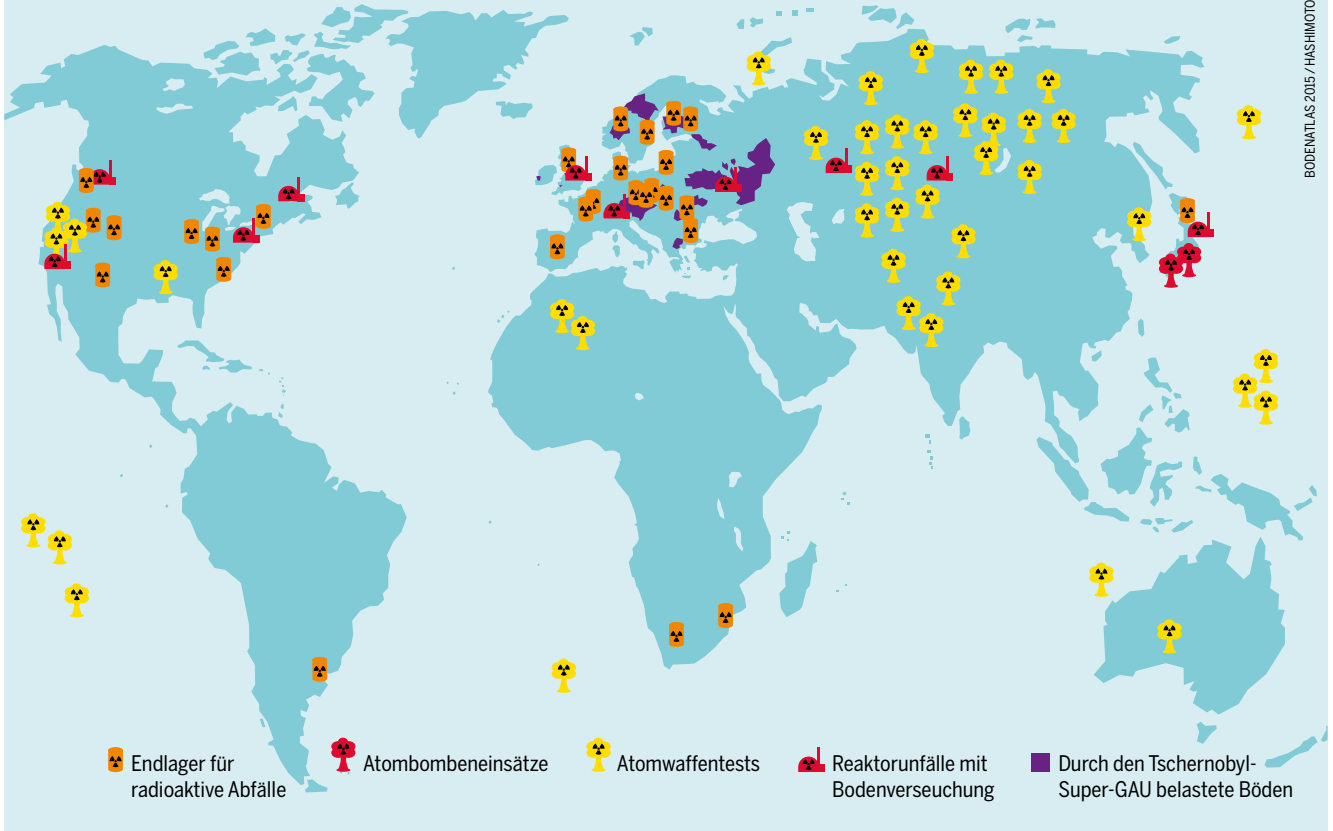 BODENATLAS 2015 / HASHIMOTO
Endlager für
radioaktive Abfälle
Atombombeneinsätze
Atomwaffentests
Reaktorunfälle mit
Bodenverseuchung
Durch den Tschernobyl-
Super-GAU belastete Böden